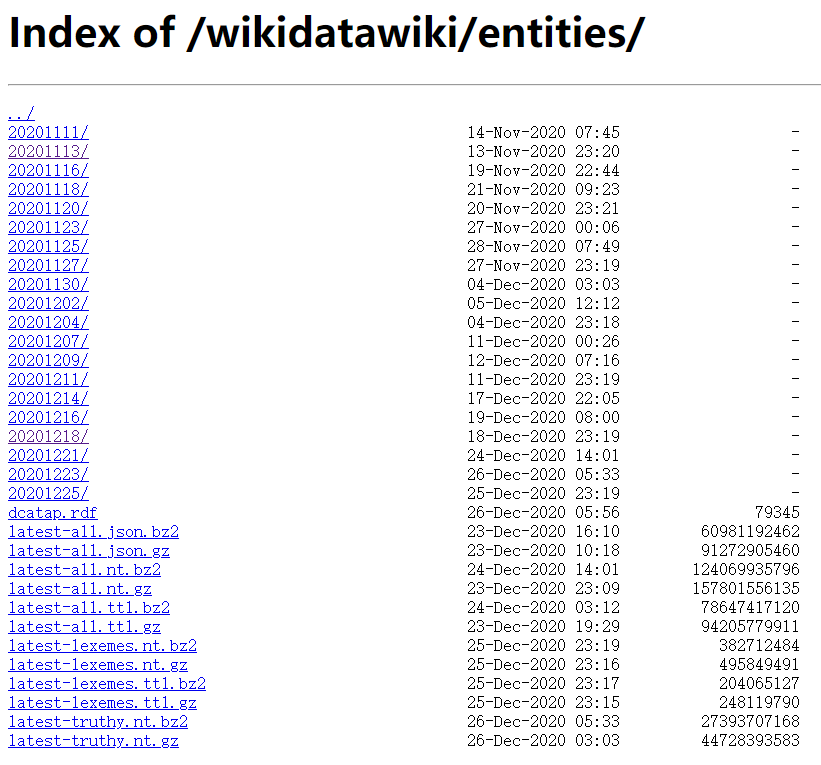 Index of /wikidatawiki/entities/
../
20201111/ 14-Nov-2020 07:45 -
20201113/ 13-Nov-2020 23:20 -
20201116/ 19-Nov-2020 22:44 -
20201118/ 21-Nov-2020 09:23 -
20201120/ 20-Nov-2020 23:21 -
20201123/ 27-Nov-2020 00:06 -
20201125/ 28-Nov-2020 07:49 -
20201127/ 27-Nov-2020 23:19 -
20201130/ 04-Dec-2020 03:03 -
20201202/ 05-Dec-2020 12:12 -
20201204/ 04-Dec-2020 23:18 -
20201207/ 11-Dec-2020 00:26 -
20201209/ 12-Dec-2020 07:16 -
20201211/ 11-Dec-2020 23:19 -
20201214/ 17-Dec-2020 22:05 -
20201216/ 19-Dec-2020 08:00 -
20201218/ 18-Dec-2020 23:19 -
20201221/ 24-Dec-2020 14:01 -
20201223/ 26-Dec-2020 05:33 -
20201225/ 25-Dec-2020 23:19 -
dcatap.rdf 26-Dec-2020 05:56 79345
latest-all.json.bz2 23-Dec-2020 16:10 60981192462
latest-all.json.gz 23-Dec-2020 10:18 91272905460
latest-all.nt.bz2 24-Dec-2020 14:01 124069935796
latest-all.nt.gz 23-Dec-2020 23:09 157801556135
latest-all.ttl.bz2 24-Dec-2020 03:12 78647417120
latest-all.ttl.gz 23-Dec-2020 19:29 94205779911
latest-lexemes.nt.bz2 25-Dec-2020 23:19 382712484
latest-lexemes.nt.gz 25-Dec-2020 23:16 495849491
latest-lexemes.ttl.bz2 25-Dec-2020 23:17 204065127
latest-lexemes.ttl.gz 25-Dec-2020 23:15 248119790
latest-truthy.nt.bz2 26-Dec-2020 05:33 27393707168
latest-truthy.nt.gz 26-Dec-2020 03:03 44728393583